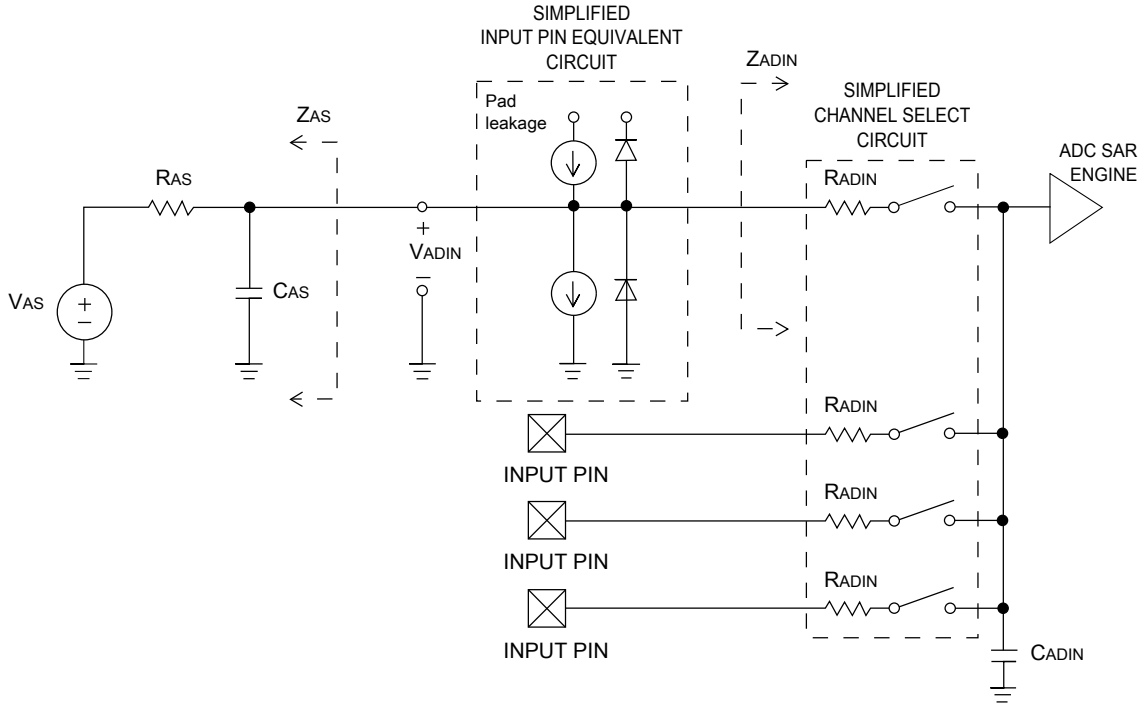 SIMPLIFIED
INPUT PIN EQUIVALENT
CIRCUIT
ZADIN
SIMPLIFIED
CHANNEL SELECT
CIRCUIT
Pad
leakage
ZAS
ADC SAR
ENGINE
RAS
RADIN
+
VADIN
–
CAS
VAS
+
–
RADIN
INPUT PIN
RADIN
INPUT PIN
RADIN
INPUT PIN
CADIN